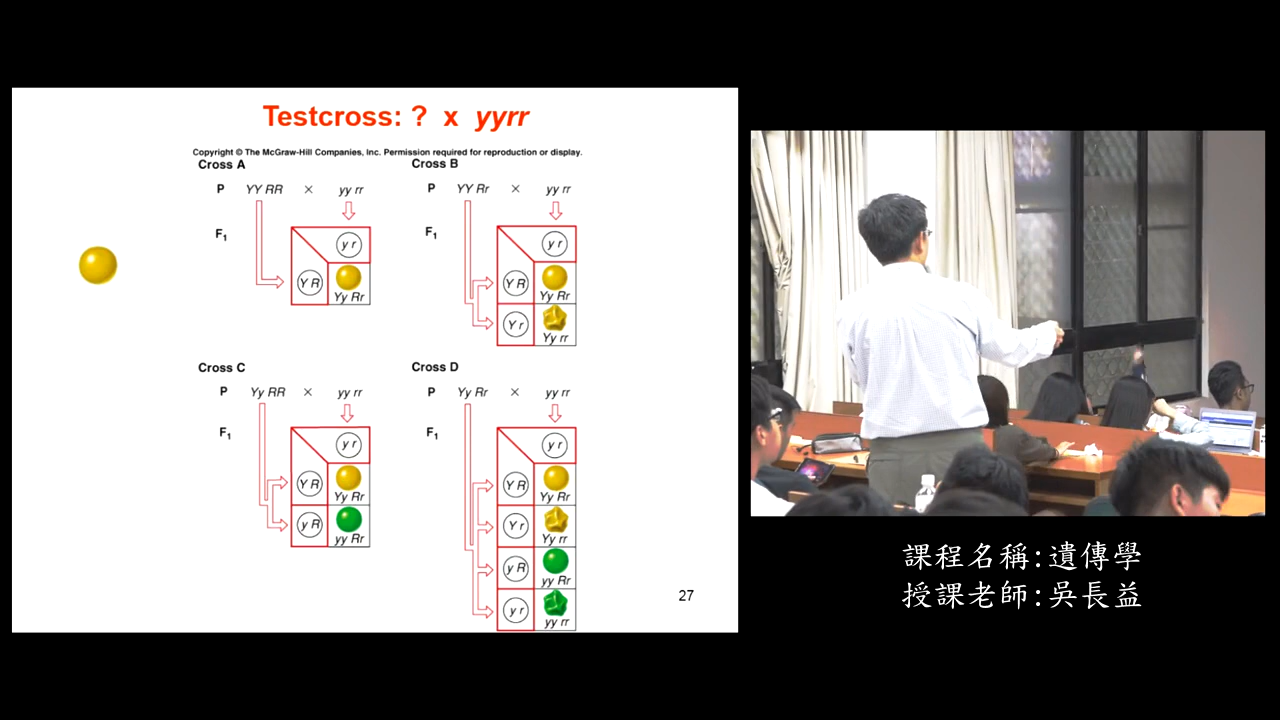 Testcross: ? x yyrr
Copyright © The McGraw-Hill Companies, Inc. Permission required for reproduction or display.
Cross A
P YY RR × yy rr
F1
y r
Y R
Yy Rr
Cross B
P YY Rr × yy rr
F1
y r
Y R
Yy Rr
Y r
Yy rr
Cross C
P Yy RR × yy rr
F1
y r
Y R
Yy Rr
y R
yy Rr
Cross D
P Yy Rr × yy rr
F1
y r
Y R
Yy Rr
Y r
Yy rr
y R
yy Rr
y r
yy rr
27
課程名稱:遺傳學
授課老師:吳長益